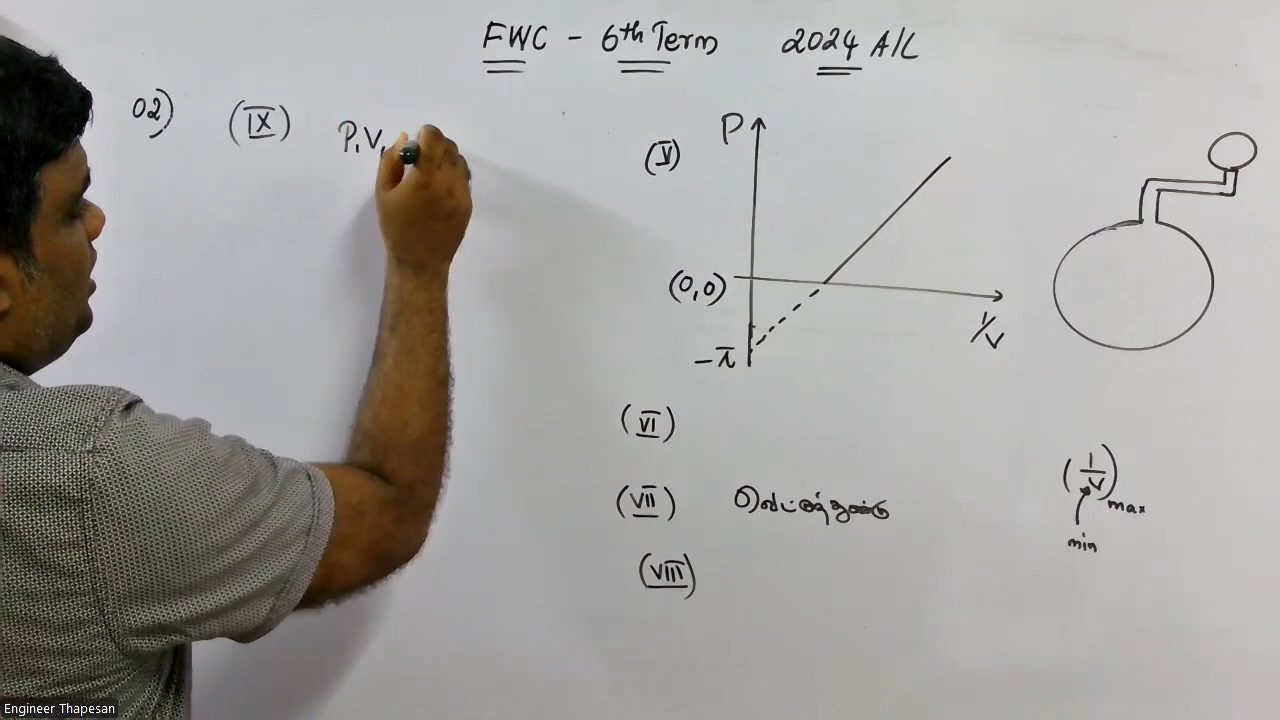 FWC - 6th Term 2024 A/L
02) (IX) P₁V₁
(V) P
(0,0)
1/V
-π
(VI)
(VII)
(1/V)max
min
(VIII)
Engineer Thapesan